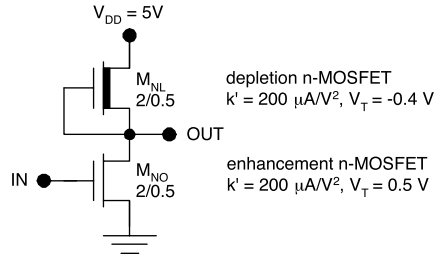 V_DD = 5V
M_NL
2/0.5
depletion n-MOSFET
k' = 200 μA/V², V_T = -0.4 V
OUT
IN
M_NO
2/0.5
enhancement n-MOSFET
k' = 200 μA/V², V_T = 0.5 V